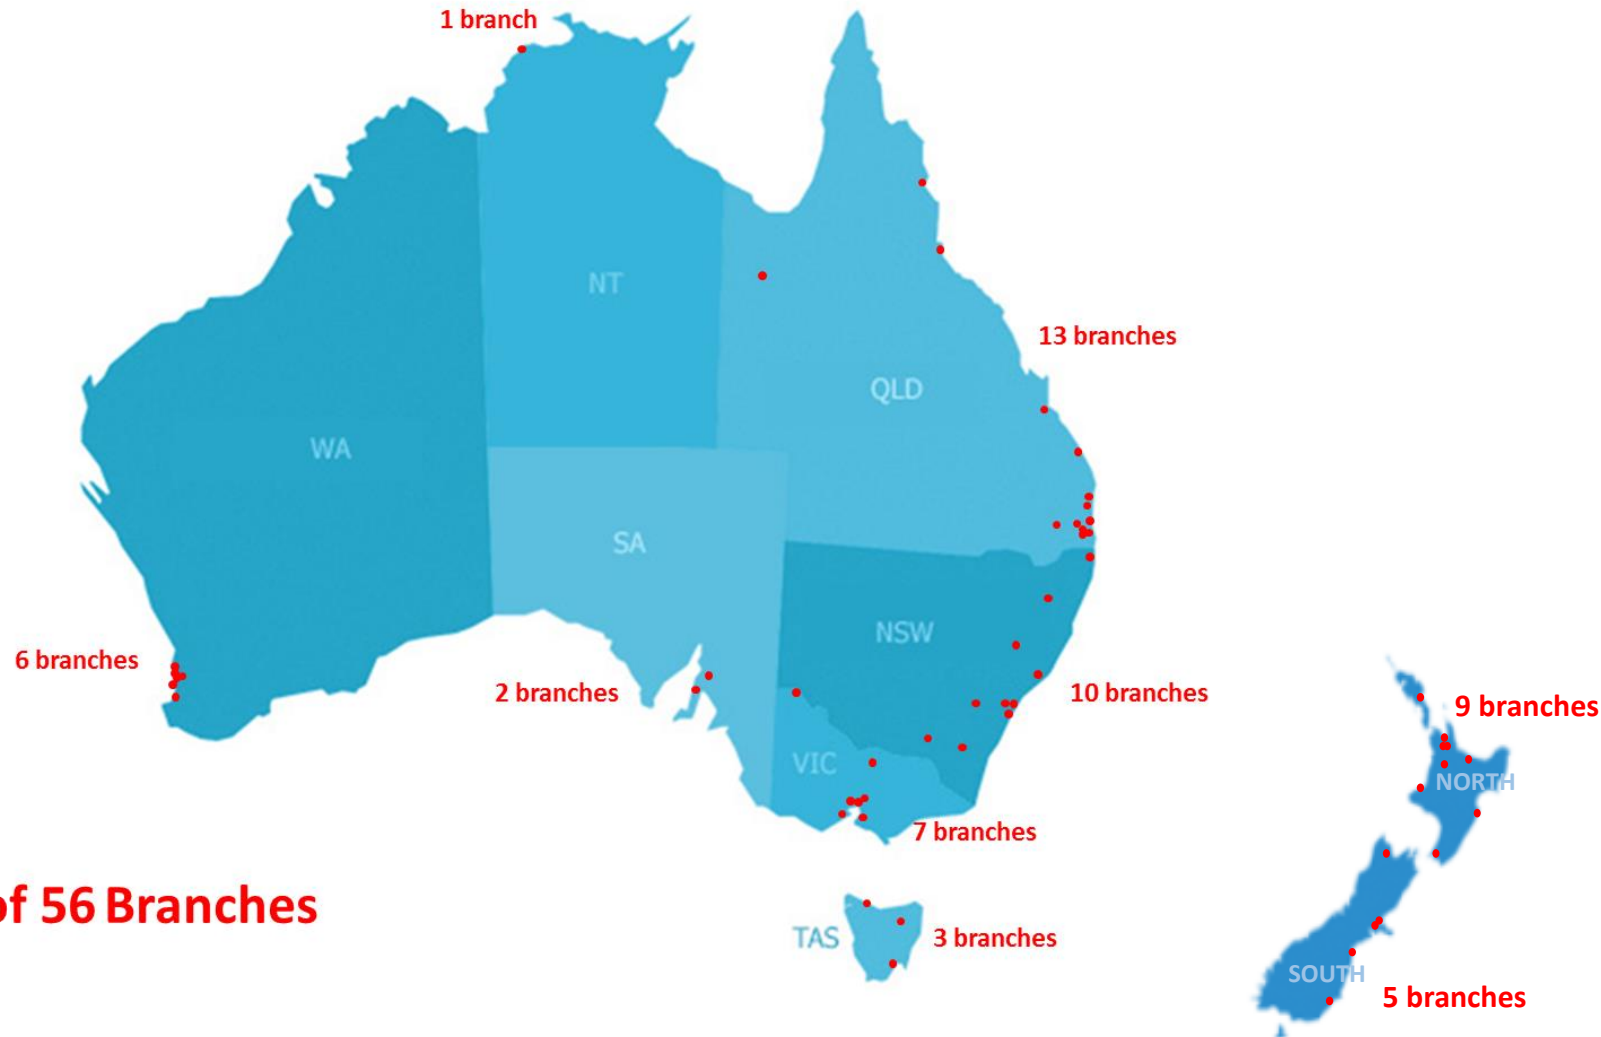 1 branch
NT
13 branches
QLD
WA
SA
NSW
6 branches
2 branches
10 branches
9 branches
VIC
NORTH
7 branches
of 56 Branches
TAS
3 branches
SOUTH
5 branches